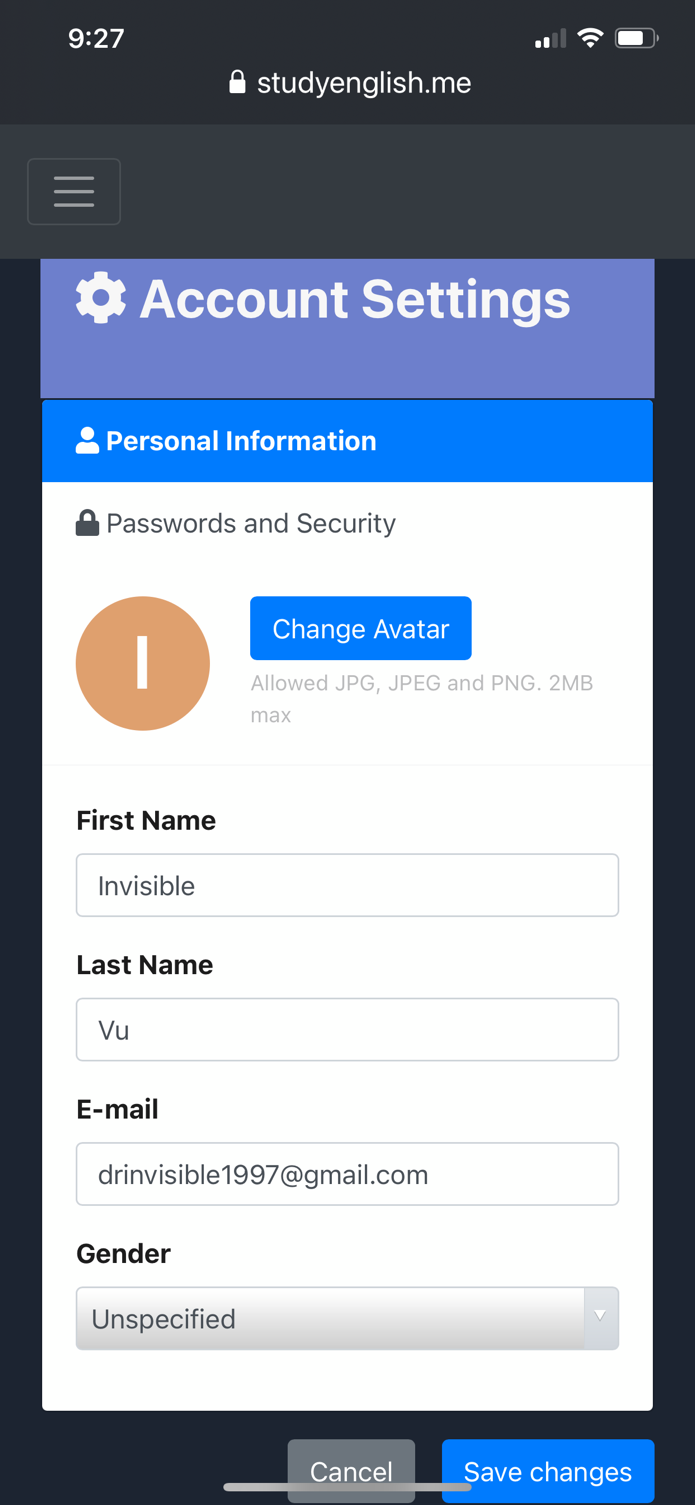 9:27
studyenglish.me
Account Settings
Personal Information
Passwords and Security
I
Change Avatar
Allowed JPG, JPEG and PNG. 2MB
max
First Name
Invisible
Last Name
Vu
E-mail
drinvisible1997@gmail.com
Gender
Unspecified
Cancel
Save changes